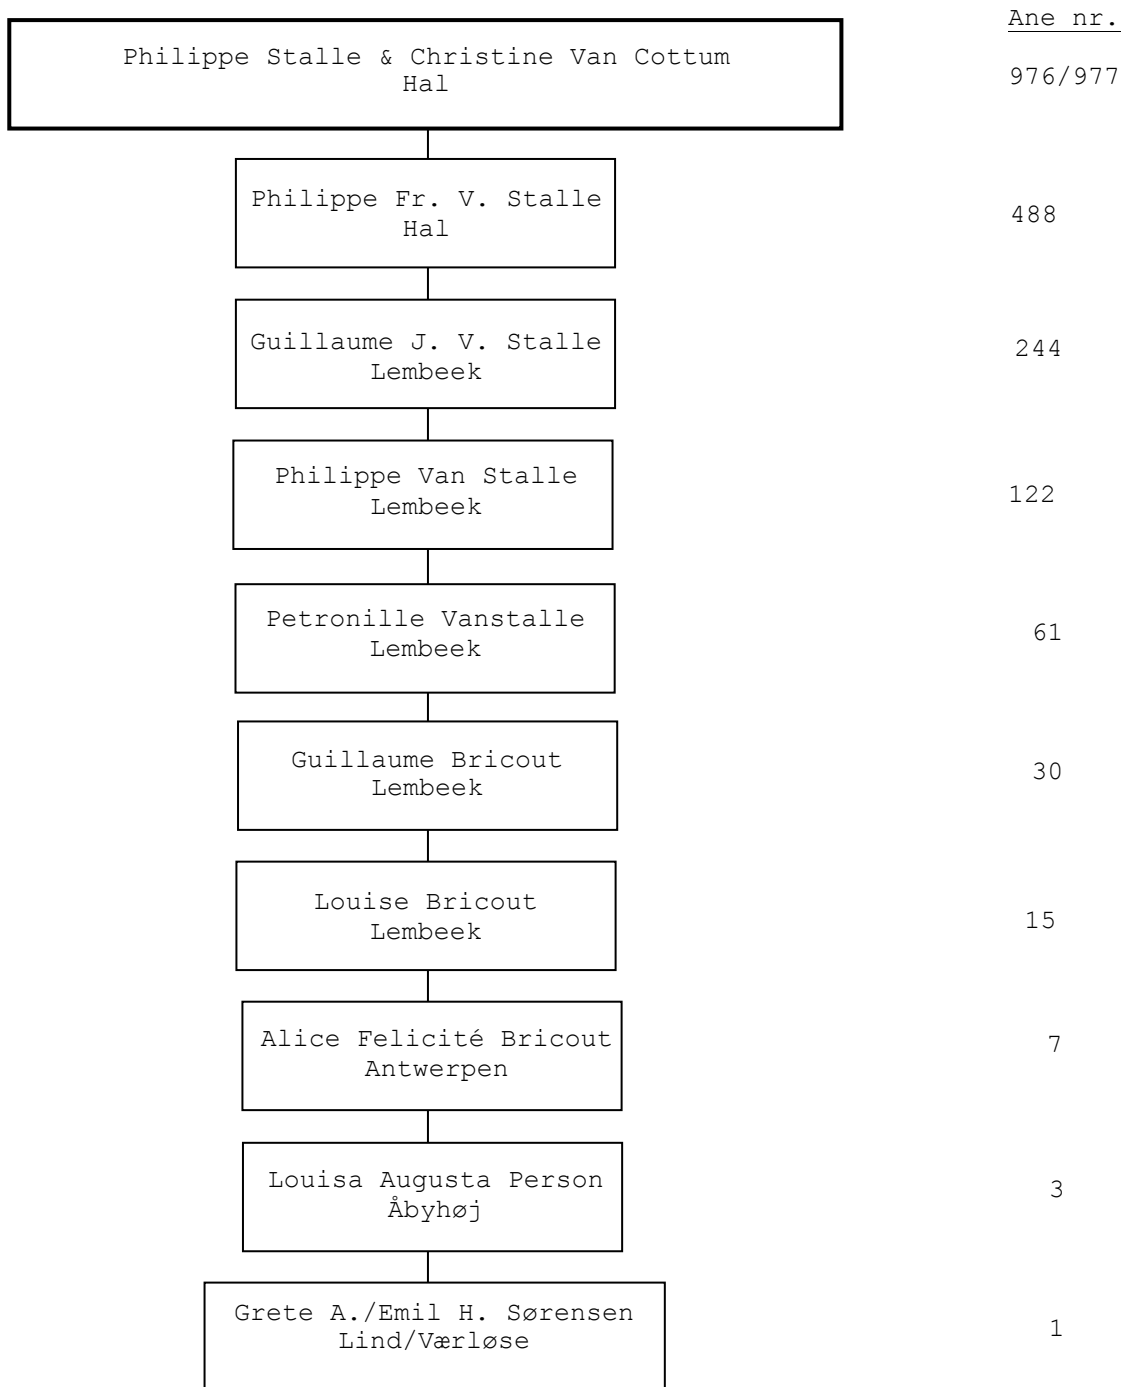 Ane nr.
Philippe Stalle & Christine Van Cottum
Hal
976/977
Philippe Fr. V. Stalle
Hal
488
Guillaume J. V. Stalle
Lembeek
244
Philippe Van Stalle
Lembeek
122
Petronille Vanstalle
Lembeek
61
Guillaume Bricout
Lembeek
30
Louise Bricout
Lembeek
15
Alice Felicité Bricout
Antwerpen
7
Louisa Augusta Person
Åbyhøj
3
Grete A./Emil H. Sørensen
Lind/Værløse
1